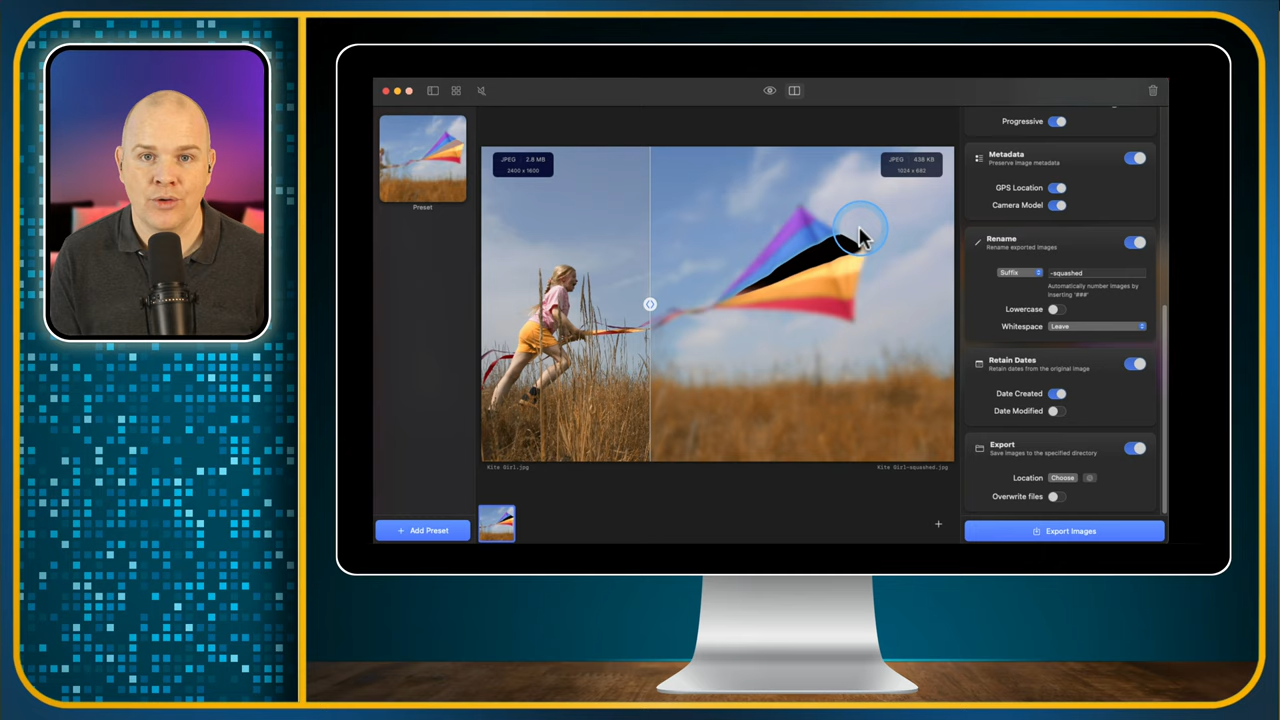 Preset
+ Add Preset
JPEG 2.8 MB
2400 x 1600
JPEG 438 KB
1024 x 682
Kite Girl.jpg
Kite Girl-squashed.jpg
Progressive
Metadata
Preserve image metadata
GPS Location
Camera Model
Rename
Rename exported images
Suffix -squashed
Automatically number images by
inserting '###'
Lowercase
Whitespace Leave
Retain Dates
Retain dates from the original image
Date Created
Date Modified
Export
Save images to the specified directory
Location Choose
Overwrite files
Export Images